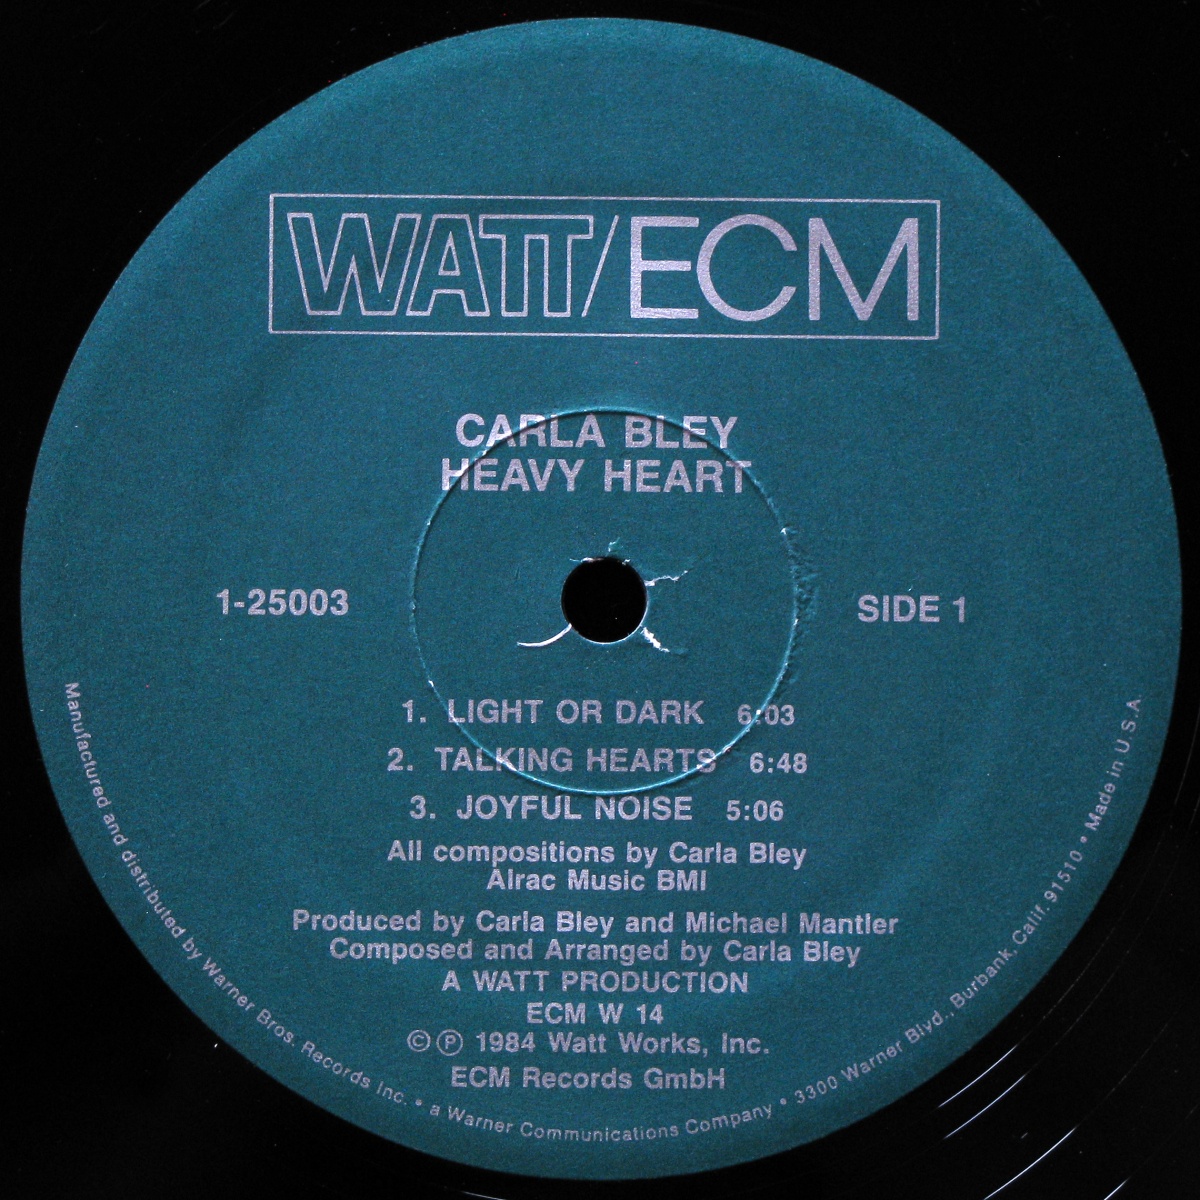 WATT/ECM
CARLA BLEY
HEAVY HEART
1-25003
SIDE 1
1. LIGHT OR DARK 6:03
2. TALKING HEARTS 6:48
3. JOYFUL NOISE 5:06
All compositions by Carla Bley
Alrac Music BMI
Produced by Carla Bley and Michael Mantler
Composed and Arranged by Carla Bley
A WATT PRODUCTION
ECM W 14
© ℗ 1984 Watt Works, Inc.
ECM Records GmbH
Manufactured and distributed by Warner Bros. Records Inc. • a Warner Communications Company • 3300 Warner Blvd., Burbank, Calif. 91510 • Made in U.S.A.